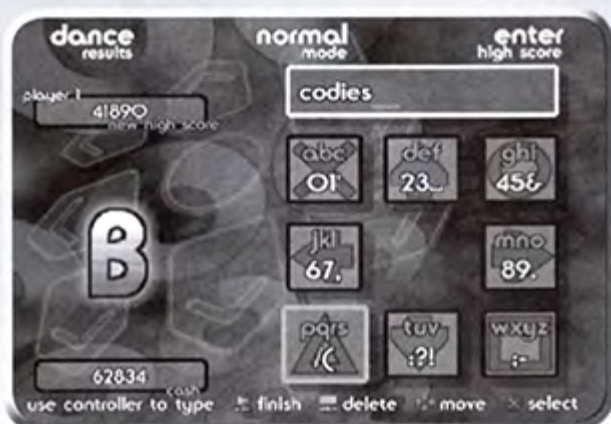 dance
results
normal
mode
enter
high score
player 1
41890
new high score
codies_
abc
01'
def
23_
ghi
45&
jkl
67,
mno
89.
B
pqrs
/(
tuv
:?!
wxyz
:-
62834
cash
use controller to type finish delete move select